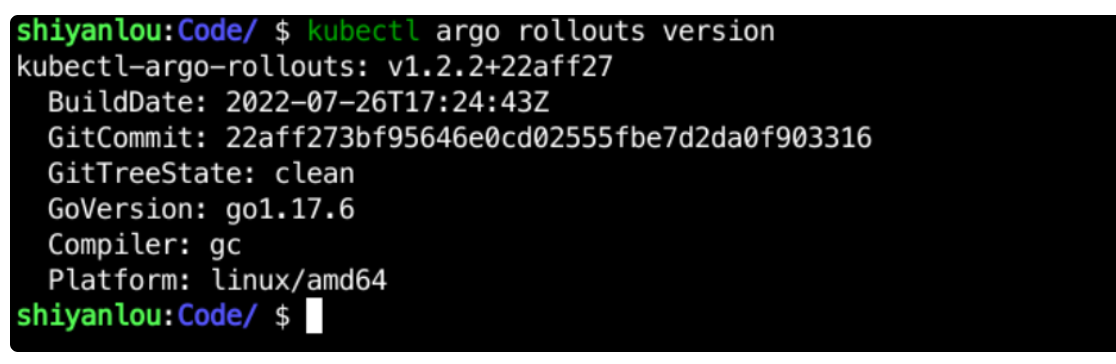 shiyanlou:Code/ $ kubectl argo rollouts version
kubectl-argo-rollouts: v1.2.2+22aff27
  BuildDate: 2022-07-26T17:24:43Z
  GitCommit: 22aff273bf95646e0cd02555fbe7d2da0f903316
  GitTreeState: clean
  GoVersion: go1.17.6
  Compiler: gc
  Platform: linux/amd64
shiyanlou:Code/ $